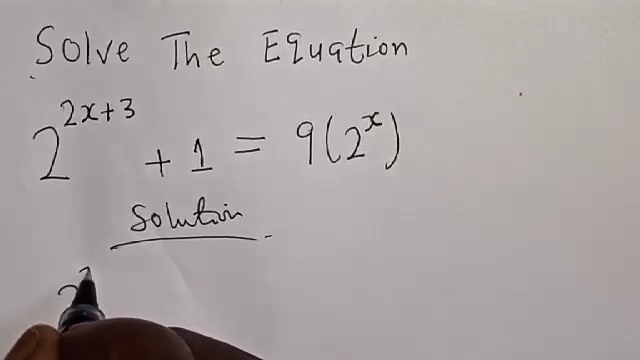 Solve The Equation
2^{2x+3} + 1 = 9(2^x)
Solution